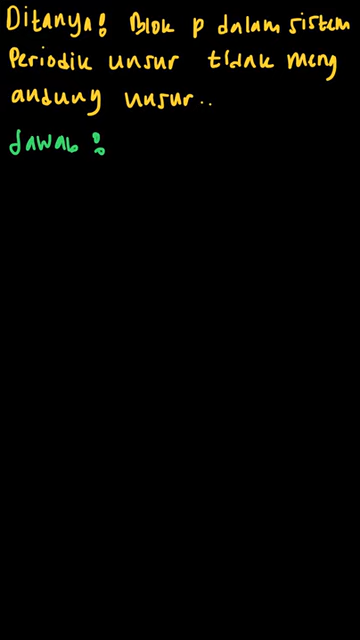 Ditanya! Blok p dalam sistem
Periodik unsur tidak meng
andung unsur..
Jawab :